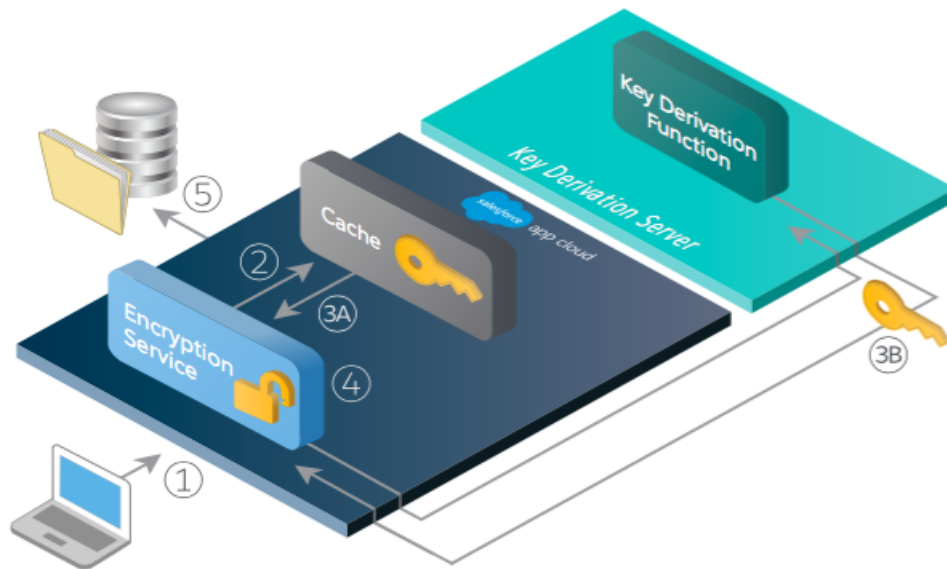 Key Derivation
Function
Key Derivation Server
salesforce
app cloud
Cache
5
2
3A
Encryption
Service
4
3B
1